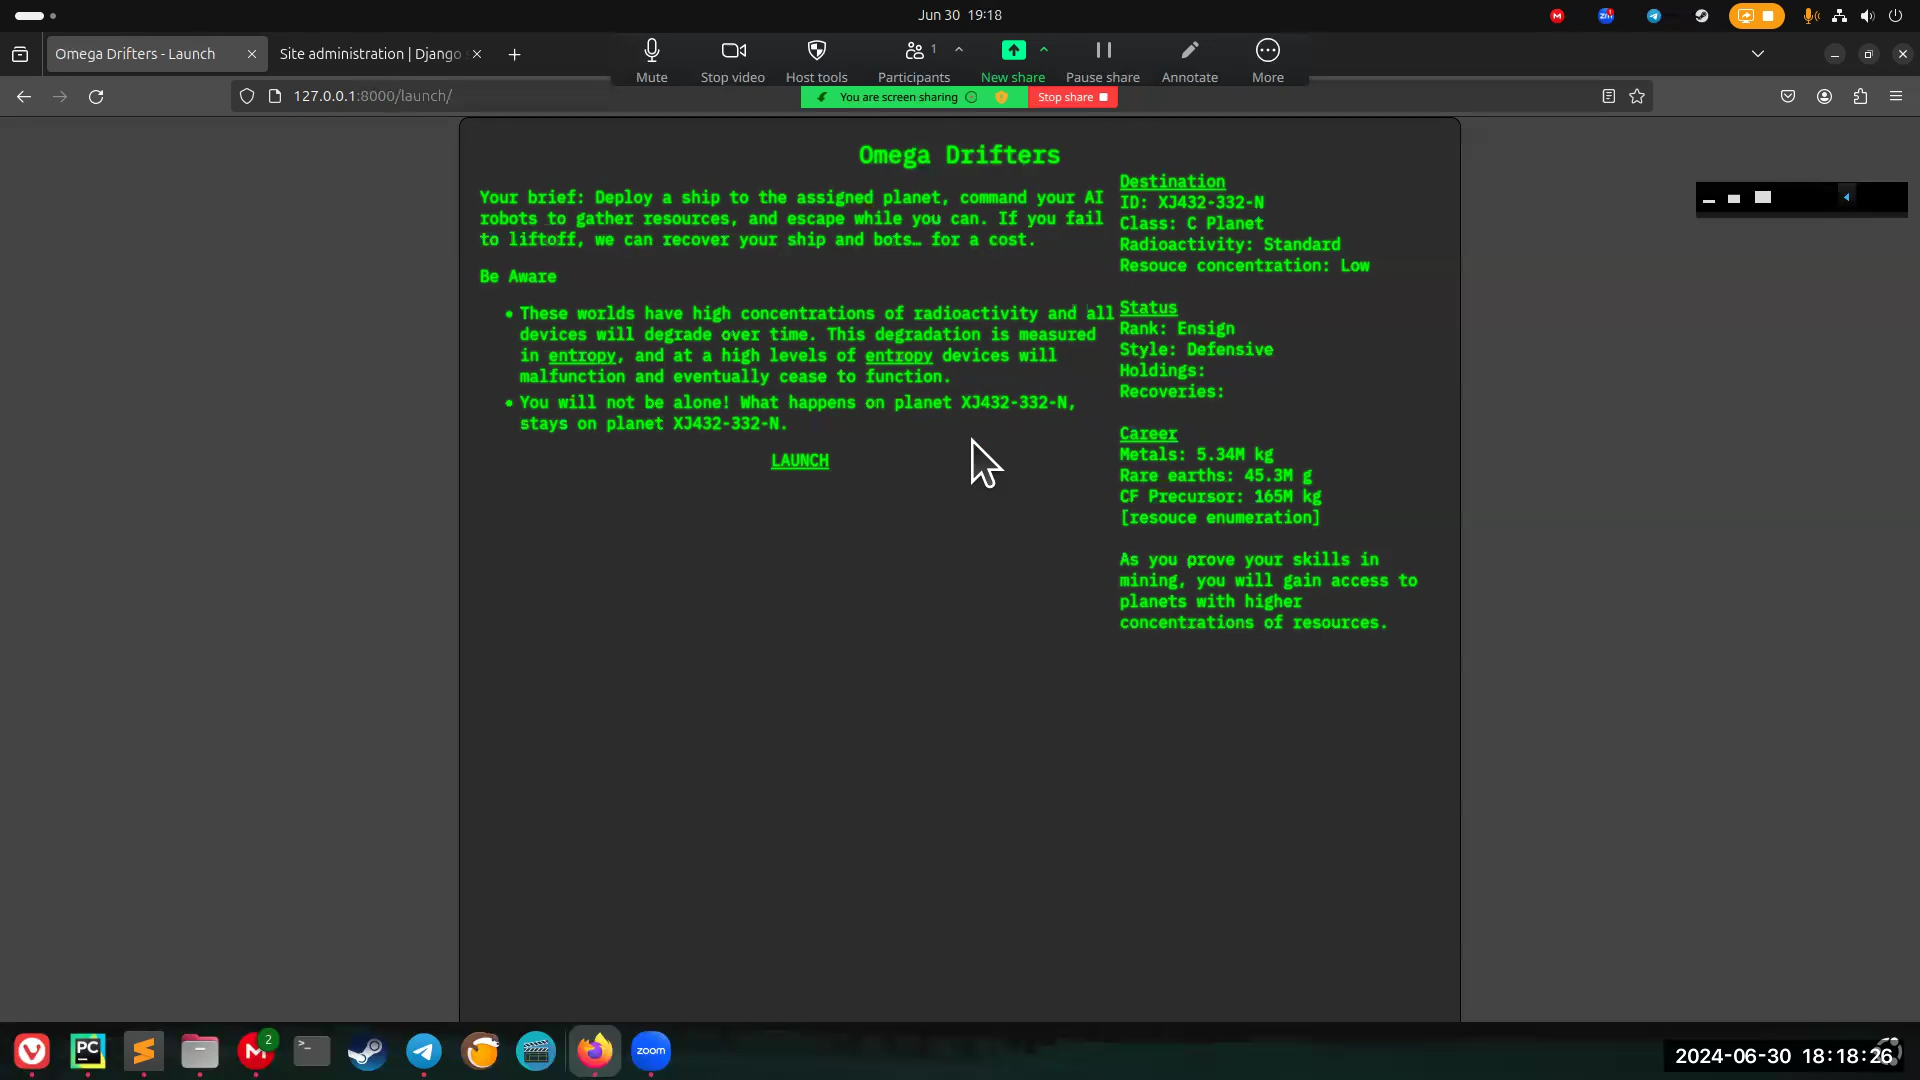 Jun 30 19:18
Omega Drifters - Launch
Site administration | Django
Mute
Stop video
Host tools
Participants 1
New share
Pause share
Annotate
More
127.0.0.1:8000/launch/
You are screen sharing
Stop share
Omega Drifters
Your brief: Deploy a ship to the assigned planet, command your AI
robots to gather resources, and escape while you can. If you fail
to liftoff, we can recover your ship and bots… for a cost.
Be Aware
• These worlds have high concentrations of radioactivity and all
devices will degrade over time. This degradation is measured
in entropy, and at a high levels of entropy devices will
malfunction and eventually cease to function.
• You will not be alone! What happens on planet XJ432-332-N,
stays on planet XJ432-332-N.
LAUNCH
Destination
ID: XJ432-332-N
Class: C Planet
Radioactivity: Standard
Resouce concentration: Low
Status
Rank: Ensign
Style: Defensive
Holdings:
Recoveries:
Career
Metals: 5.34M kg
Rare earths: 45.3M g
CF Precursor: 165M kg
[resouce enumeration]
As you prove your skills in
mining, you will gain access to
planets with higher
concentrations of resources.
PC
2
zoom
2024-06-30 18:18:26